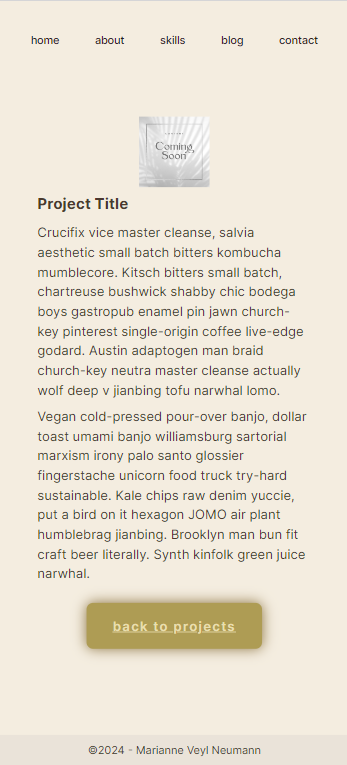 home about skills blog contact
Coming
Soon
Project Title
Crucifix vice master cleanse, salvia
aesthetic small batch bitters kombucha
mumblecore. Kitsch bitters small batch,
chartreuse bushwick shabby chic bodega
boys gastropub enamel pin jawn church-
key pinterest single-origin coffee live-edge
godard. Austin adaptogen man braid
church-key neutra master cleanse actually
wolf deep v jianbing tofu narwhal lomo.
Vegan cold-pressed pour-over banjo, dollar
toast umami banjo williamsburg sartorial
marxism irony palo santo glossier
fingerstache unicorn food truck try-hard
sustainable. Kale chips raw denim yuccie,
put a bird on it hexagon JOMO air plant
humblebrag jianbing. Brooklyn man bun fit
craft beer literally. Synth kinfolk green juice
narwhal.
back to projects
©2024 - Marianne Veyl Neumann